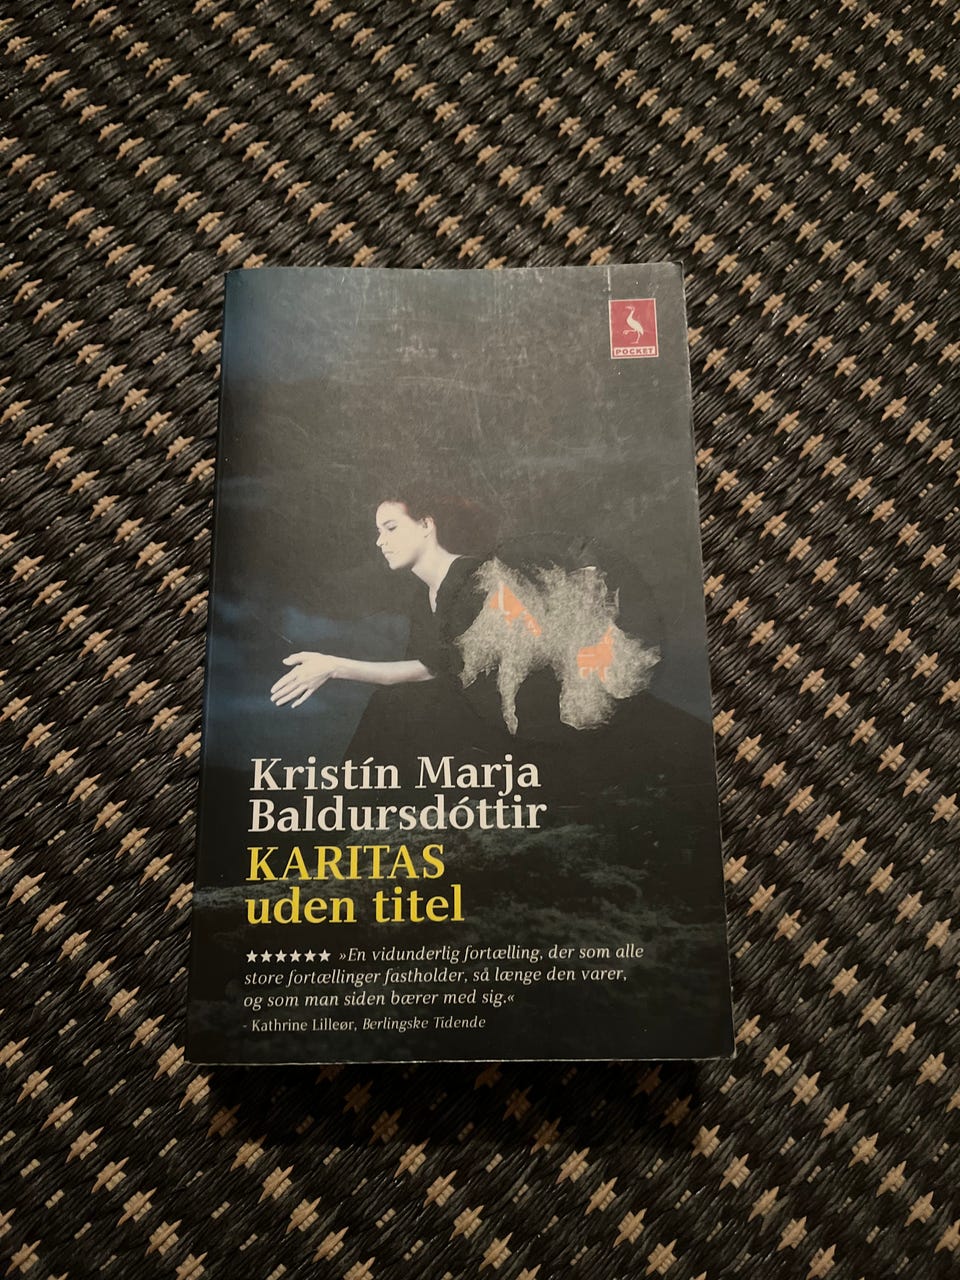 POCKET
Kristín Marja
Baldursdóttir
KARITAS
uden titel
★★★★★★ »En vidunderlig fortælling, der som alle
store fortællinger fastholder, så længe den varer,
og som man siden bærer med sig.«
- Kathrine Lilleør, Berlingske Tidende